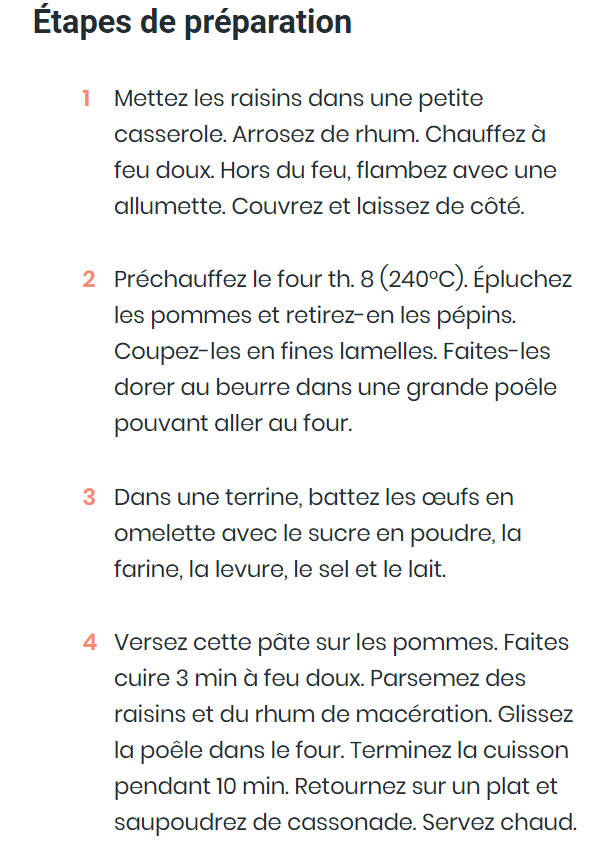 Étapes de préparation
1 Mettez les raisins dans une petite
casserole. Arrosez de rhum. Chauffez à
feu doux. Hors du feu, flambez avec une
allumette. Couvrez et laissez de côté.
2 Préchauffez le four th. 8 (240°C). Épluchez
les pommes et retirez-en les pépins.
Coupez-les en fines lamelles. Faites-les
dorer au beurre dans une grande poêle
pouvant aller au four.
3 Dans une terrine, battez les œufs en
omelette avec le sucre en poudre, la
farine, la levure, le sel et le lait.
4 Versez cette pâte sur les pommes. Faites
cuire 3 min à feu doux. Parsemez des
raisins et du rhum de macération. Glissez
la poêle dans le four. Terminez la cuisson
pendant 10 min. Retournez sur un plat et
saupoudrez de cassonade. Servez chaud.